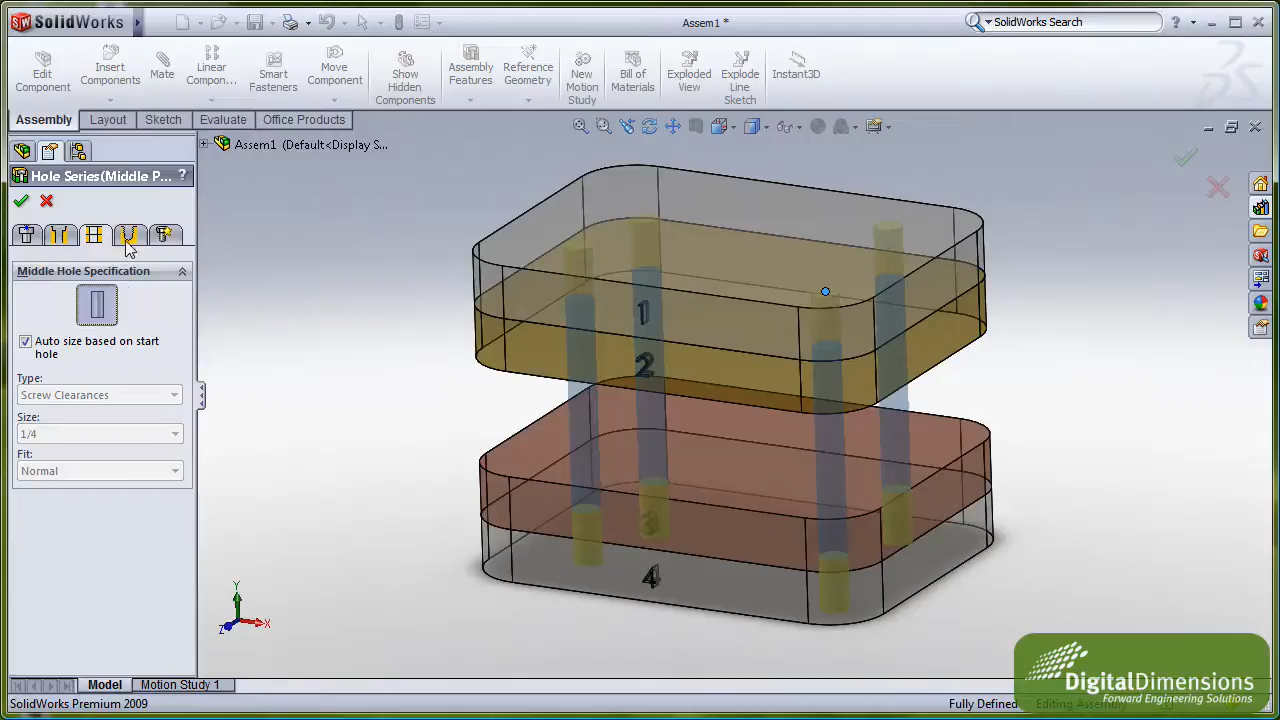 SolidWorks
Assem1 *
SolidWorks Search
?
Edit Component
Insert Components
Mate
Linear Compon...
Smart Fasteners
Move Component
Show Hidden Components
Assembly Features
Reference Geometry
New Motion Study
Bill of Materials
Exploded View
Explode Line Sketch
Instant3D
Assembly
Layout
Sketch
Evaluate
Office Products
Assem1 (Default<Display S...
Hole Series(Middle P...
?
Middle Hole Specification
Auto size based on start
hole
Type:
Screw Clearances
Size:
1/4
Fit:
Normal
1
2
3
4
Y
X
Z
Model
Motion Study 1
SolidWorks Premium 2009
Fully Defined
Editing Assembly
DigitalDimensions
Forward Engineering Solutions